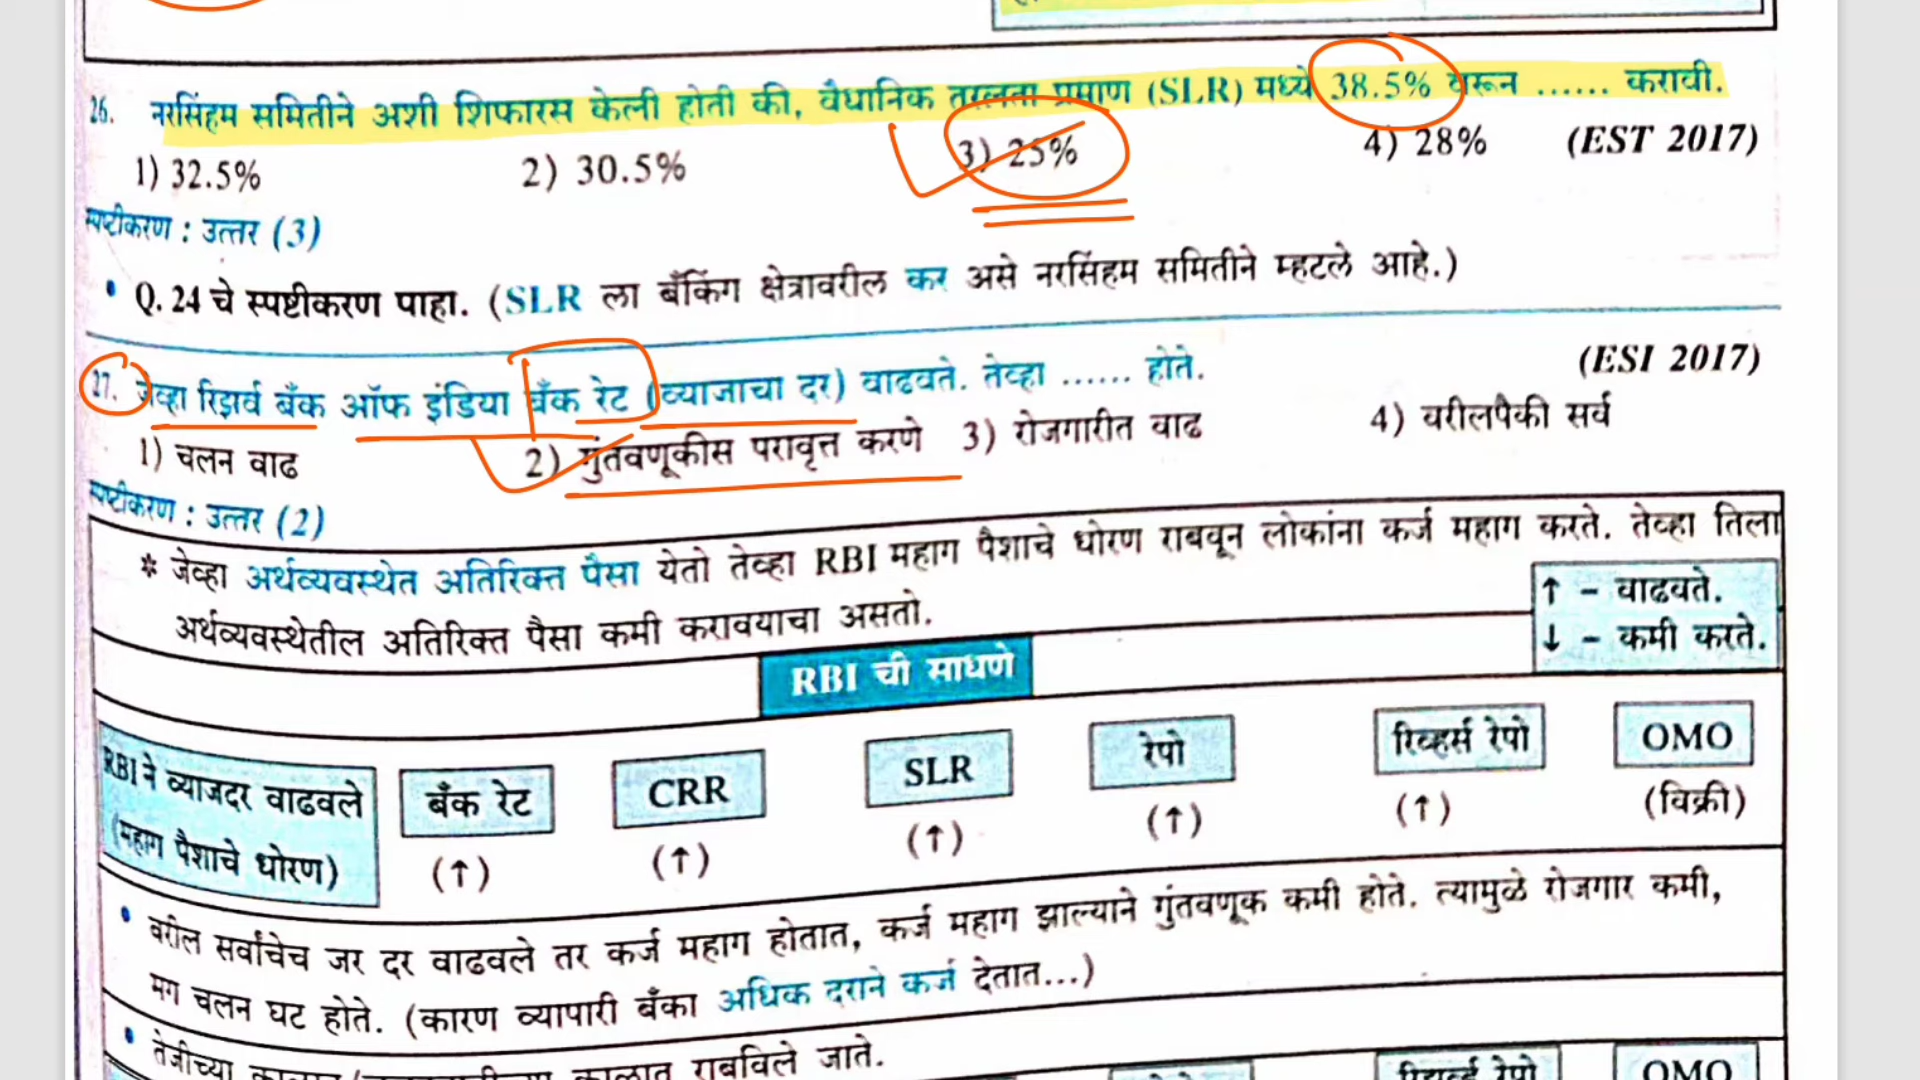 26. नरसिंहम समितीने अशी शिफारस केली होती की, वैधानिक तरलता प्रमाण (SLR) मध्ये 38.5% वरून ...... करावी.
1) 32.5% 2) 30.5% 3) 25% 4) 28% (EST 2017)
स्पष्टीकरण : उत्तर (3)
• Q. 24 चे स्पष्टीकरण पाहा. (SLR ला बँकिंग क्षेत्रावरील कर असे नरसिंहम समितीने म्हटले आहे.)
27. जेव्हा रिझर्व बँक ऑफ इंडिया बँक रेट (व्याजाचा दर) वाढवते. तेव्हा ...... होते. (ESI 2017)
1) चलन वाढ 2) गुंतवणूकीस परावृत्त करणे 3) रोजगारीत वाढ 4) वरीलपैकी सर्व
स्पष्टीकरण : उत्तर (2)
* जेव्हा अर्थव्यवस्थेत अतिरिक्त पैसा येतो तेव्हा RBI महाग पैशाचे धोरण राबवून लोकांना कर्ज महाग करते. तेव्हा तिला
अर्थव्यवस्थेतील अतिरिक्त पैसा कमी करावयाचा असतो.
↑ – वाढवते.
↓ – कमी करते.
RBI ची साधणे
RBI ने व्याजदर वाढवले
(महाग पैशाचे धोरण)
बँक रेट CRR SLR रेपो रिव्हर्स रेपो OMO
(↑) (↑) (↑) (↑) (↑) (विक्री)
• वरील सर्वांचेच जर दर वाढवले तर कर्ज महाग होतात, कर्ज महाग झाल्याने गुंतवणूक कमी होते. त्यामुळे रोजगार कमी,
मग चलन घट होते. (कारण व्यापारी बँका अधिक दराने कर्ज देतात...)
• तेजीच्या काळात राबविले जाते.
रिव्हर्स रेपो OMO